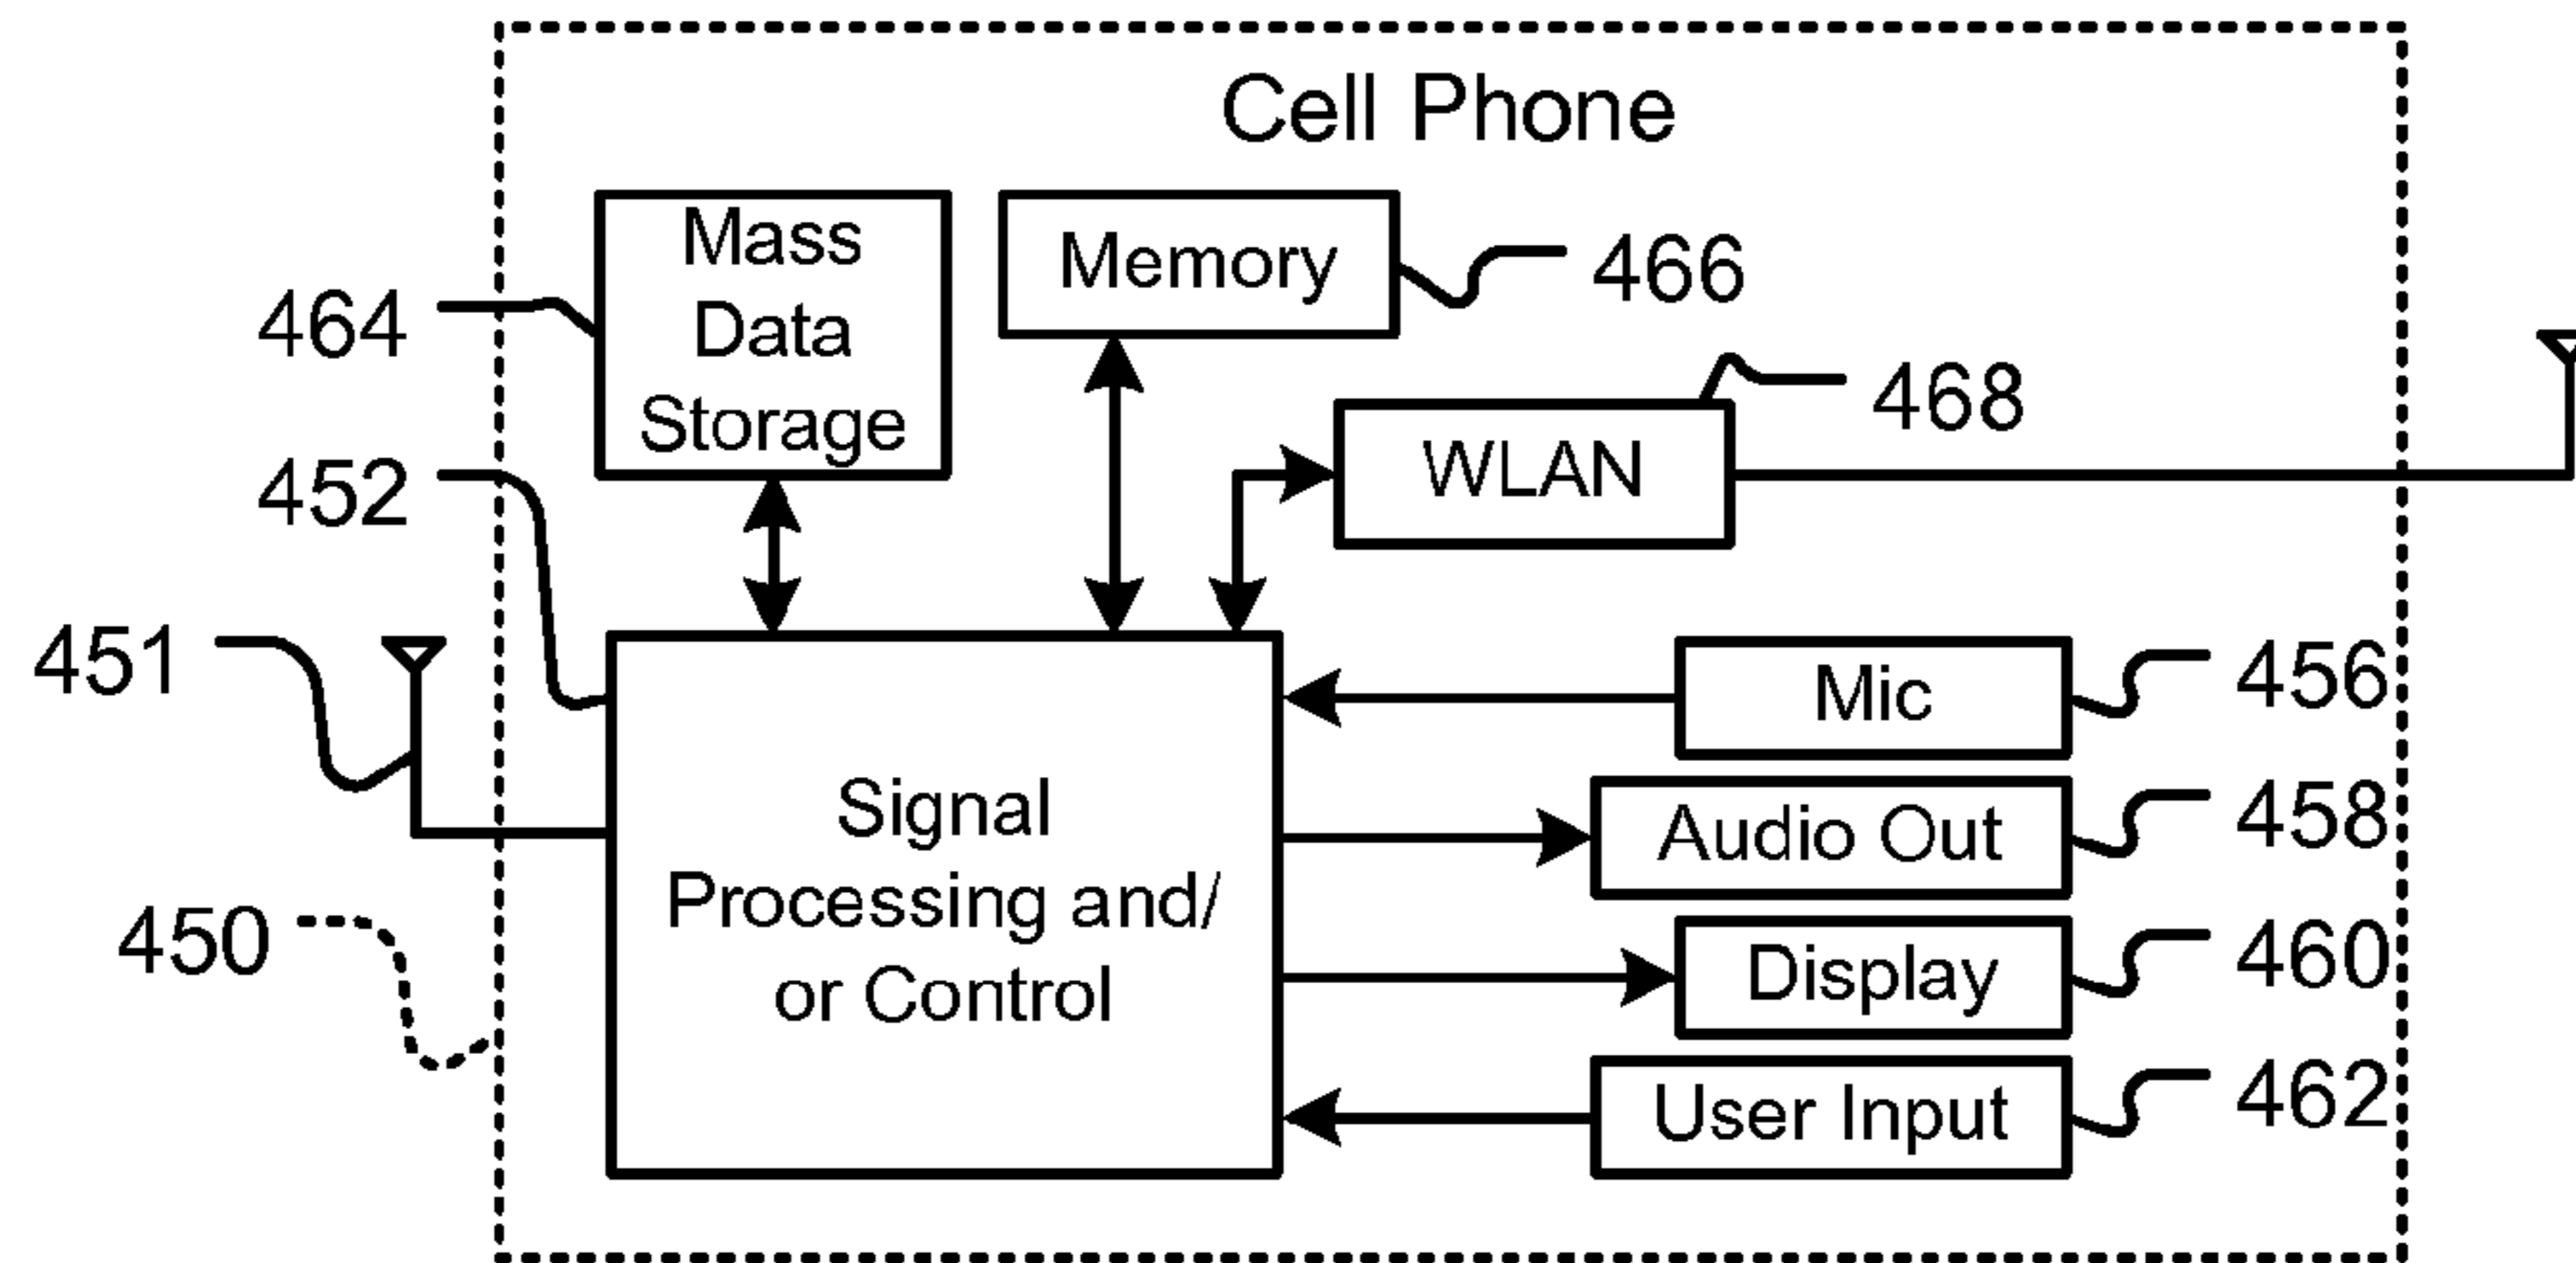 Cell Phone
Mass
Data
Storage
Memory
466
464
468
WLAN
452
451
Mic
456
Signal
Processing and/
or Control
Audio Out
458
450
Display
460
User Input
462